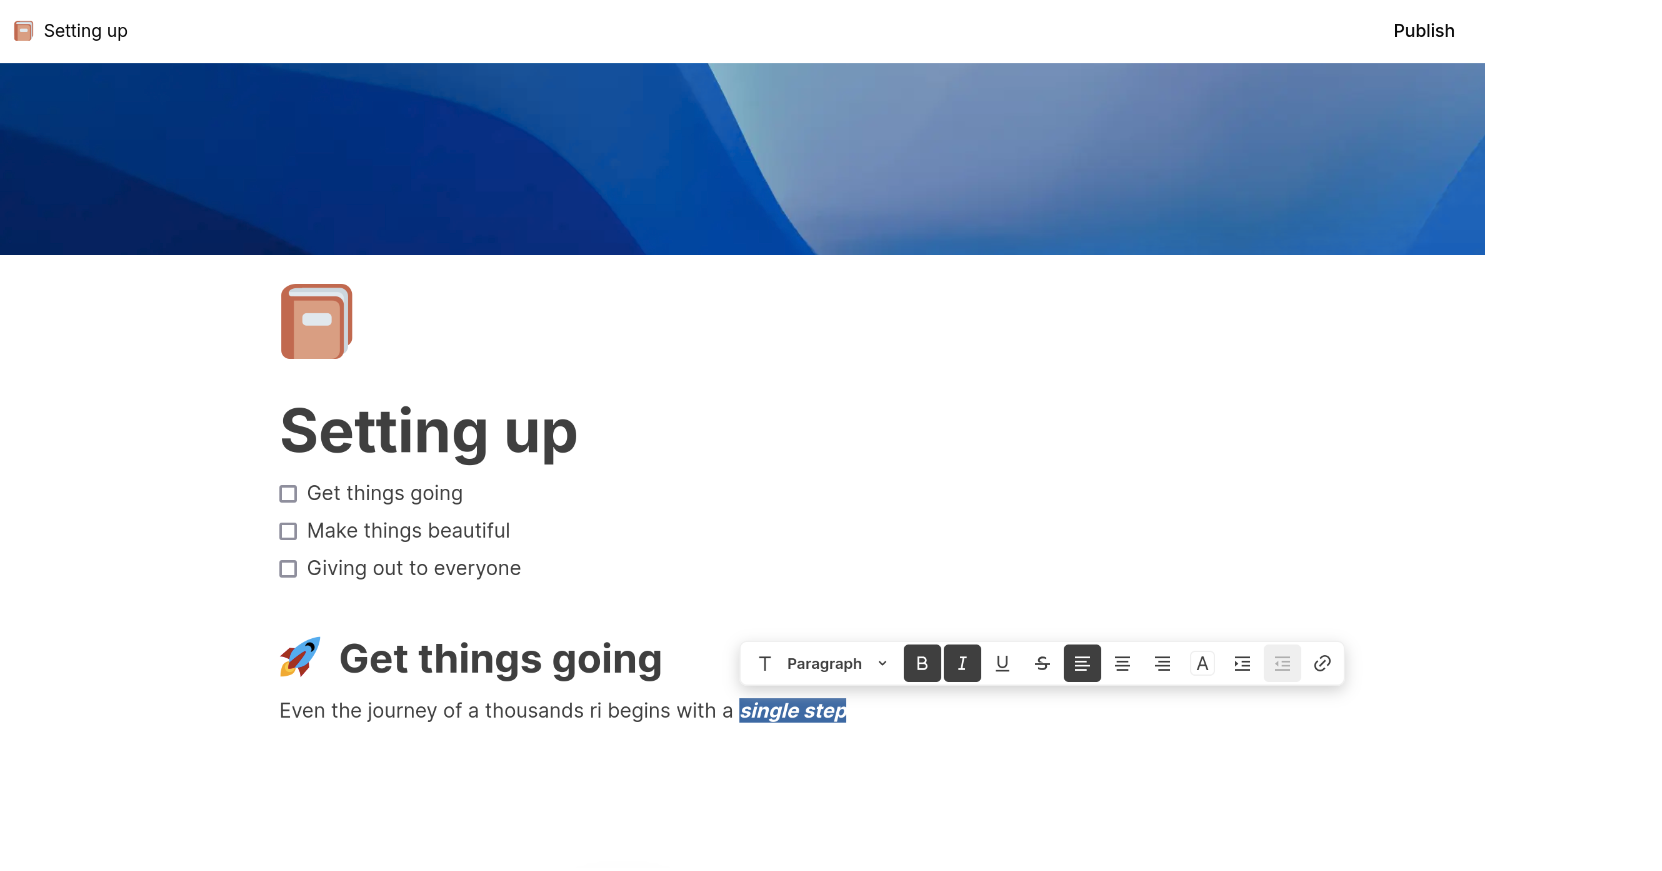 Setting up
Publish
Setting up
Get things going
Make things beautiful
Giving out to everyone
Get things going
Paragraph
B I U S A
Even the journey of a thousands ri begins with a single step